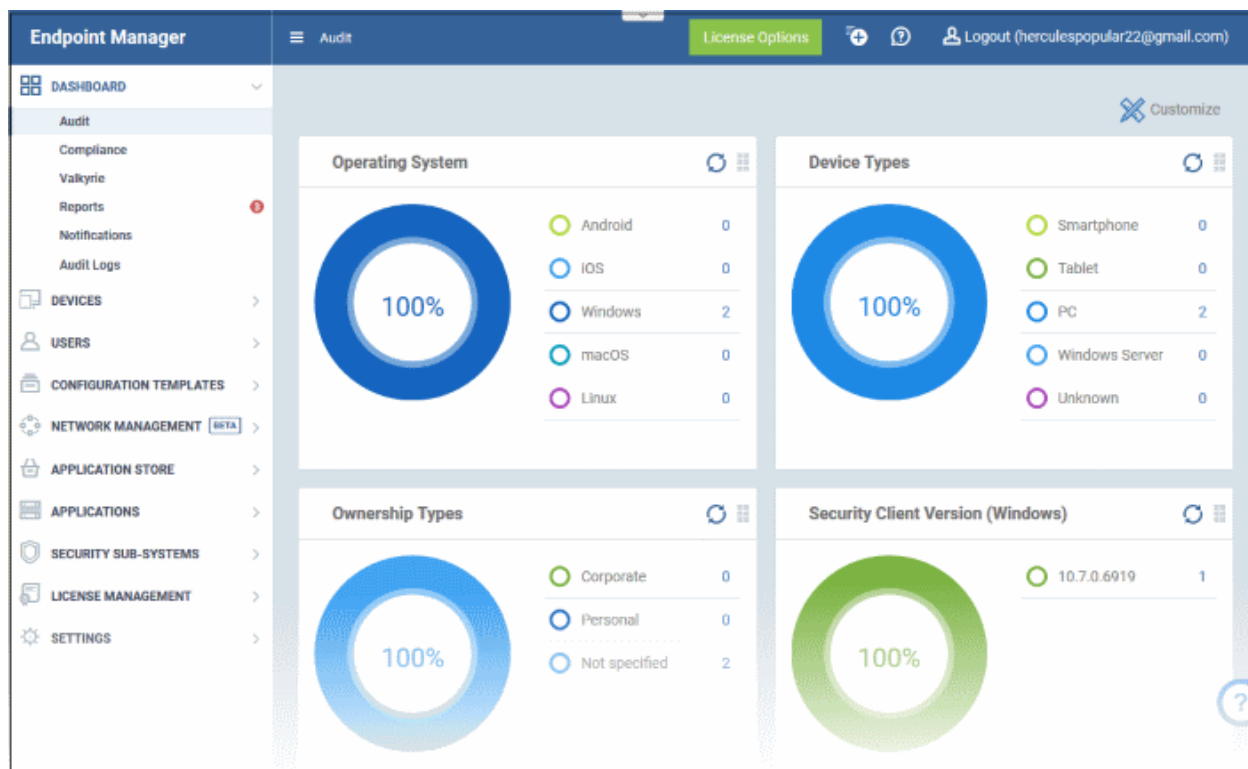 Endpoint Manager
Audit
License Options
Logout (herculespopular22@gmail.com)
DASHBOARD
Audit
Compliance
Valkyrie
Reports
Notifications
Audit Logs
DEVICES
USERS
CONFIGURATION TEMPLATES
NETWORK MANAGEMENT BETA
APPLICATION STORE
APPLICATIONS
SECURITY SUB-SYSTEMS
LICENSE MANAGEMENT
SETTINGS
Customize
Operating System
100%
Android 0
iOS 0
Windows 2
macOS 0
Linux 0
Device Types
100%
Smartphone 0
Tablet 0
PC 2
Windows Server 0
Unknown 0
Ownership Types
100%
Corporate 0
Personal 0
Not specified 2
Security Client Version (Windows)
100%
10.7.0.6919 1
?